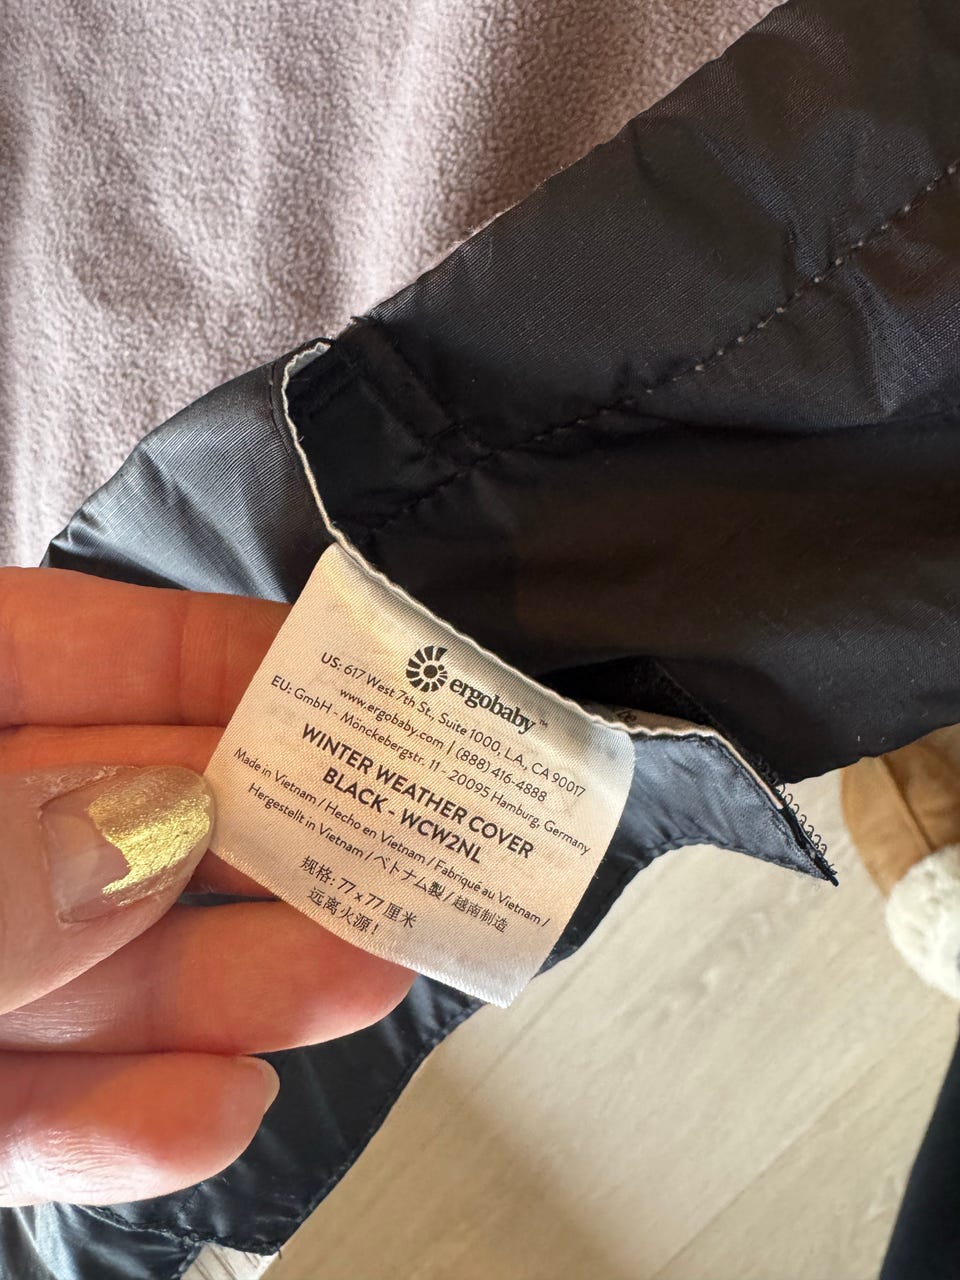 ergobaby™
US: 617 West 7th St., Suite 1000, L.A., CA 90017
www.ergobaby.com | (888) 416-4888
EU: GmbH - Mönckebergstr. 11 - 20095 Hamburg, Germany
WINTER WEATHER COVER
BLACK - WCW2NL
Made in Vietnam / Hecho en Vietnam / Fabriqué au Vietnam /
Hergestellt in Vietnam / ベトナム製 / 越南制造
规格: 77 x 77 厘米
远离火源!